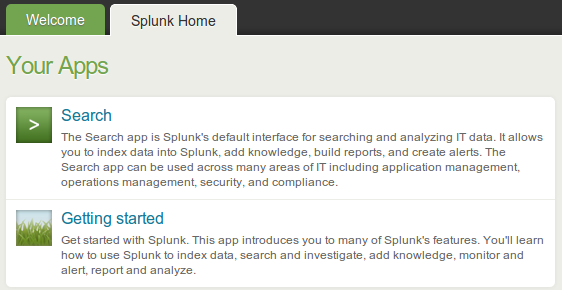 Welcome
Splunk Home
Your Apps
>
Search
The Search app is Splunk's default interface for searching and analyzing IT data. It allows
you to index data into Splunk, add knowledge, build reports, and create alerts. The
Search app can be used across many areas of IT including application management,
operations management, security, and compliance.
Getting started
Get started with Splunk. This app introduces you to many of Splunk's features. You'll learn
how to use Splunk to index data, search and investigate, add knowledge, monitor and
alert, report and analyze.